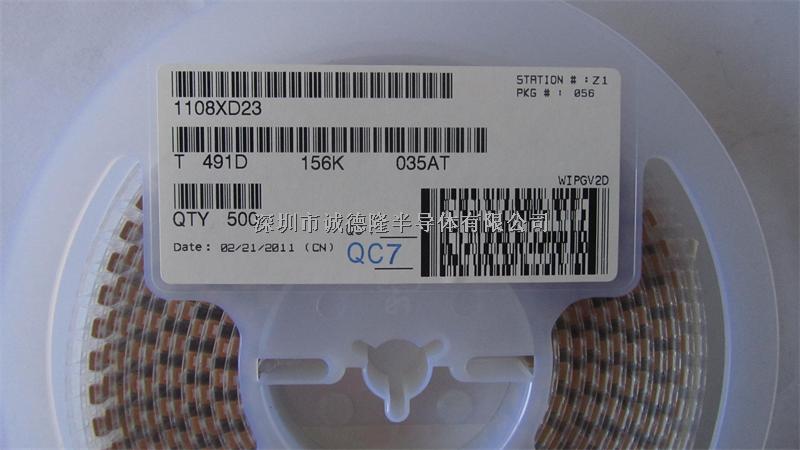 STATION # : Z1
PKG # : 056
1108XD23
T 491D 156K 035AT
WIPGV2D
QTY 500
深圳市诚德隆半导体有限公司
Date: 02/21/2011 (CN)
QC7